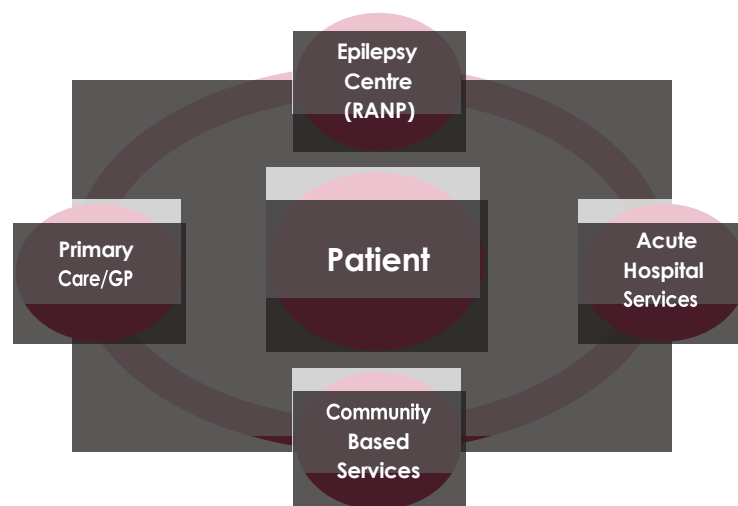 Epilepsy
Centre
(RANP)
Primary
Care/GP
Patient
Acute
Hospital
Services
Community
Based
Services